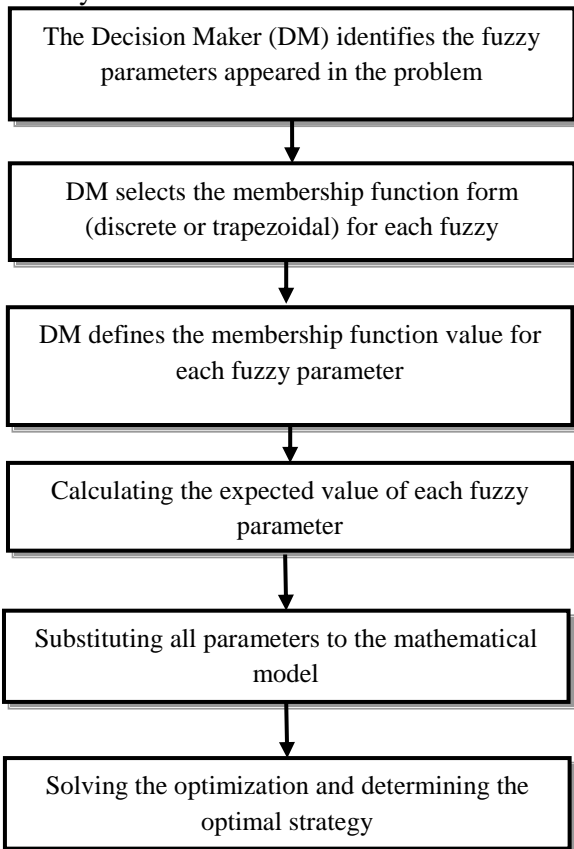 The Decision Maker (DM) identifies the fuzzy
parameters appeared in the problem
DM selects the membership function form
(discrete or trapezoidal) for each fuzzy
DM defines the membership function value for
each fuzzy parameter
Calculating the expected value of each fuzzy
parameter
Substituting all parameters to the mathematical
model
Solving the optimization and determining the
optimal strategy